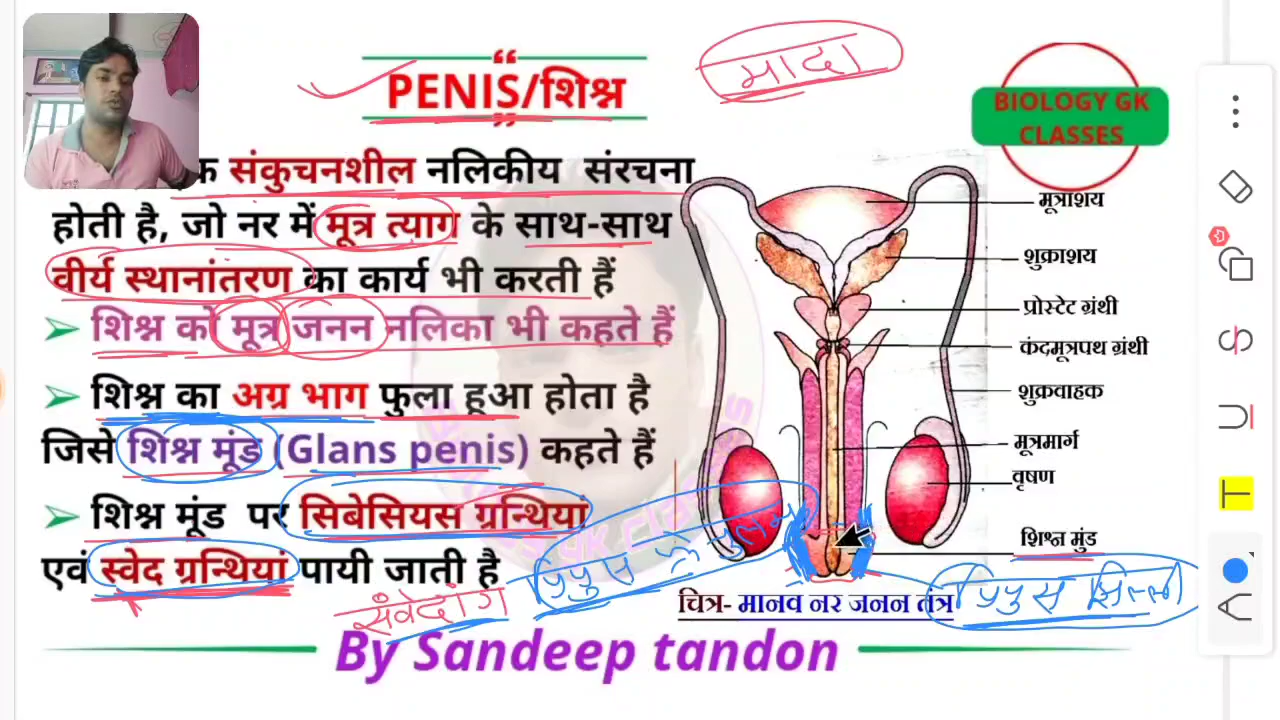 मादा
PENIS/शिश्न
BIOLOGY GK
CLASSES
क संकुचनशील नलिकीय संरचना
होती है, जो नर में मूत्र त्याग के साथ-साथ
वीर्य स्थानांतरण का कार्य भी करती हैं
➢ शिश्न को मूत्र जनन नलिका भी कहते हैं
➢ शिश्न का अग्र भाग फुला हूआ होता है
जिसे शिश्न मूंड (Glans penis) कहते हैं
➢ शिश्न मूंड पर सिबेसियस ग्रन्थियां
एवं स्वेद ग्रन्थियां पायी जाती है
संवेदांग
मूत्राशय
शुक्राशय
प्रोस्टेट ग्रंथी
कंदमूत्रपथ ग्रंथी
शुक्रवाहक
मूत्रमार्ग
वृषण
शिश्न मुंड
प्रिपुस झिल्ली
चित्र- मानव नर जनन तंत्र
By Sandeep tandon